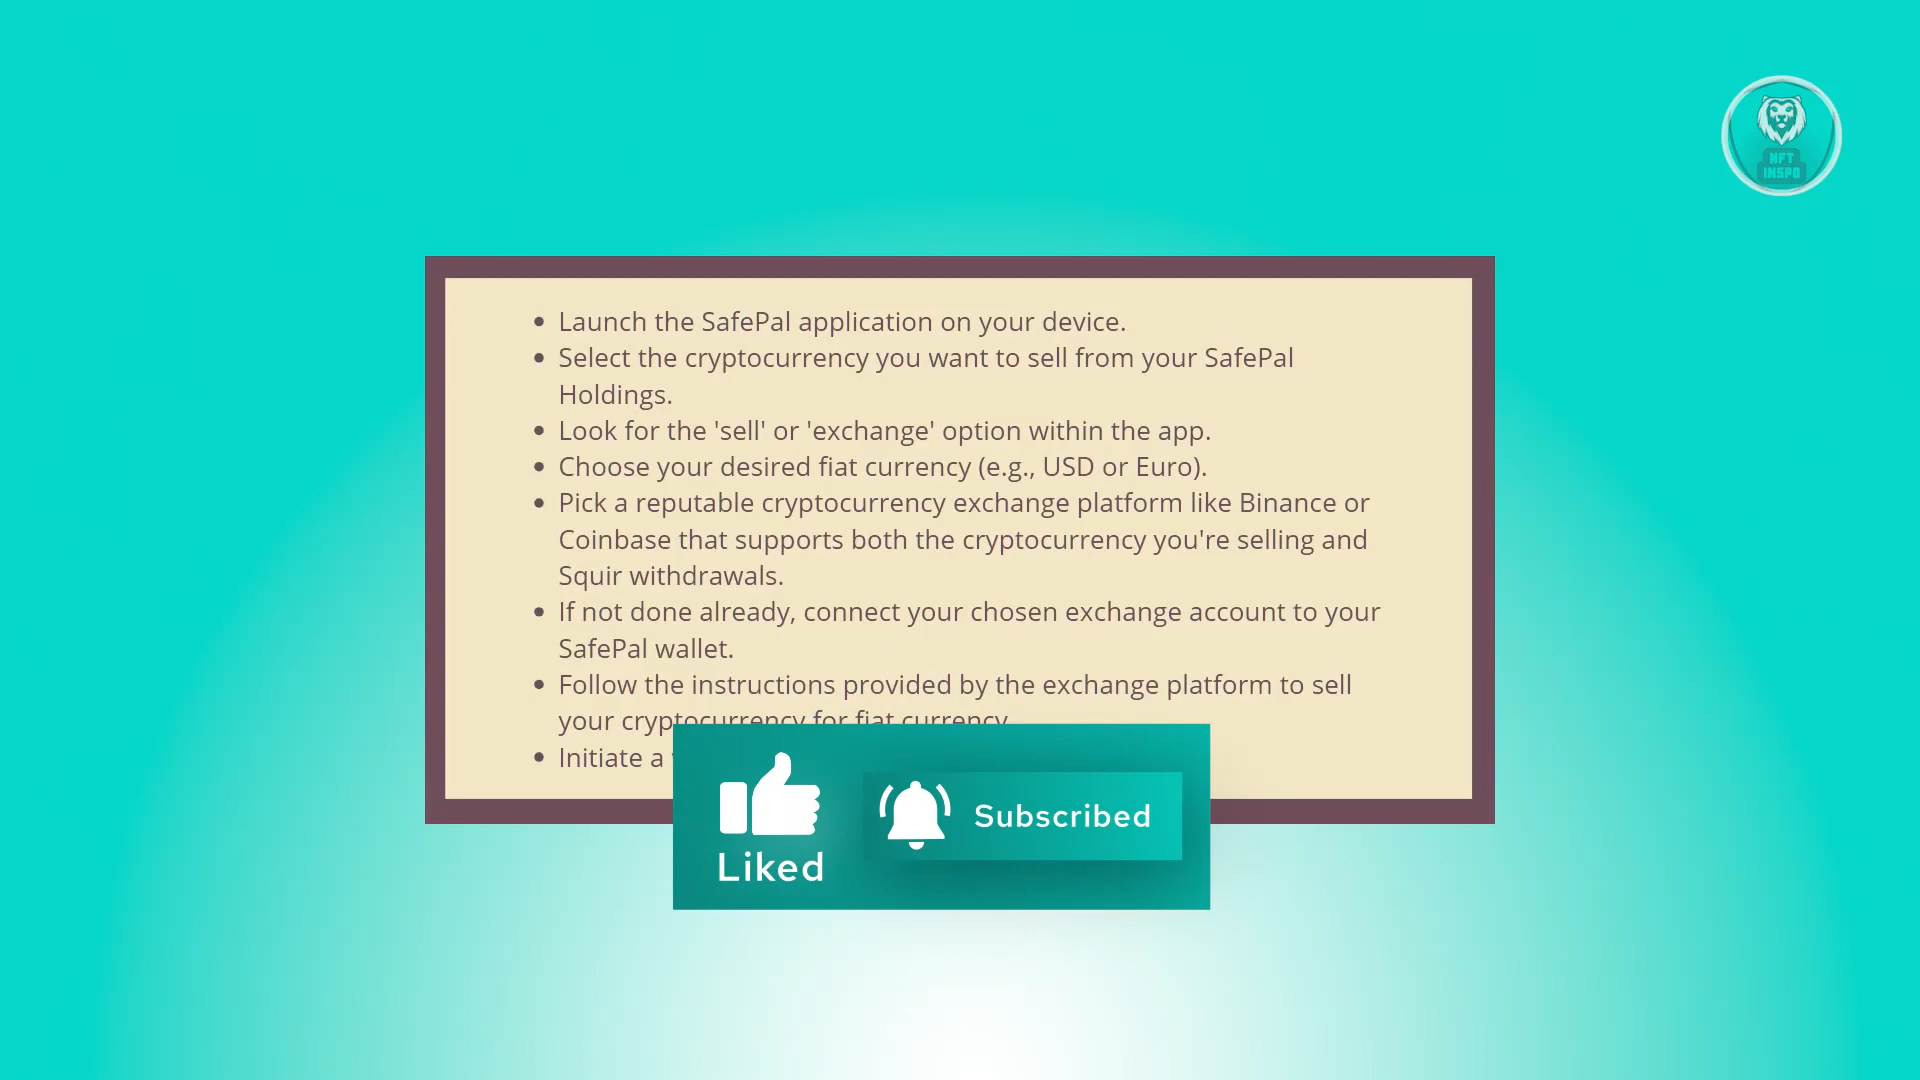 NFT
INSPO
• Launch the SafePal application on your device.
• Select the cryptocurrency you want to sell from your SafePal
Holdings.
• Look for the 'sell' or 'exchange' option within the app.
• Choose your desired fiat currency (e.g., USD or Euro).
• Pick a reputable cryptocurrency exchange platform like Binance or
Coinbase that supports both the cryptocurrency you're selling and
Squir withdrawals.
• If not done already, connect your chosen exchange account to your
SafePal wallet.
• Follow the instructions provided by the exchange platform to sell
your cryptocurrency for fiat currency
• Initiate a
Liked
Subscribed